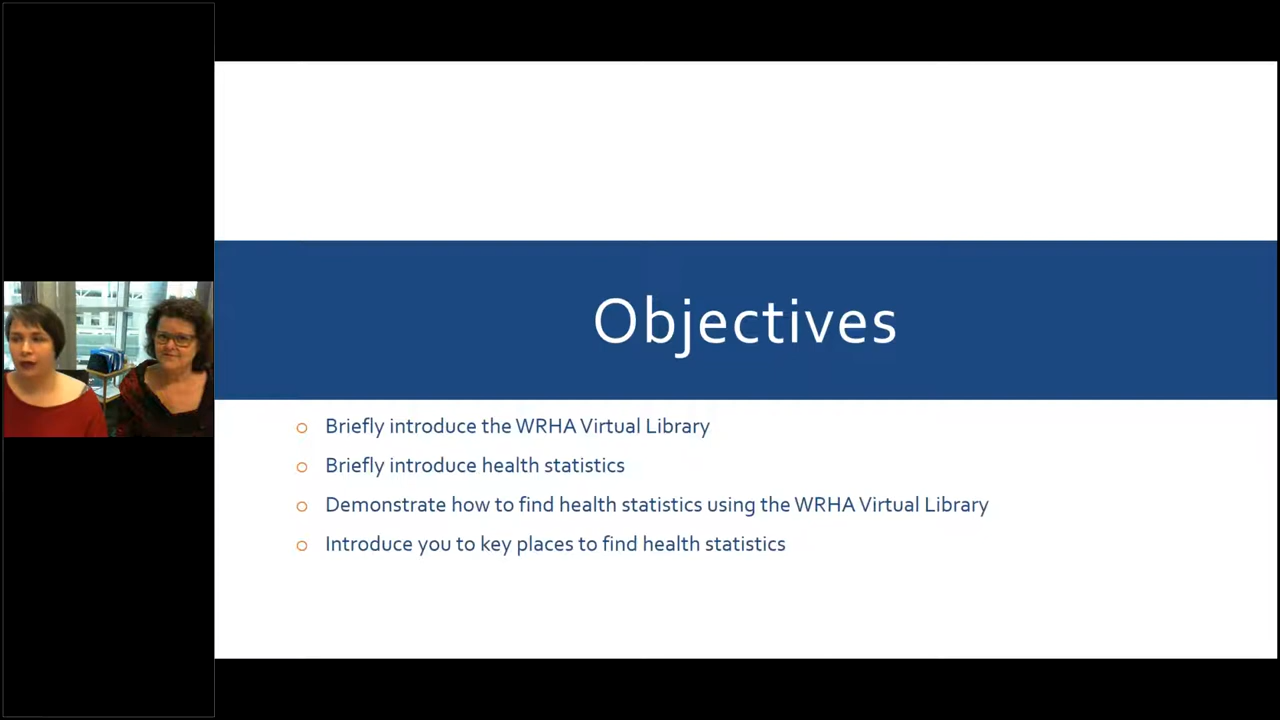 Objectives
Briefly introduce the WRHA Virtual Library
Briefly introduce health statistics
Demonstrate how to find health statistics using the WRHA Virtual Library
Introduce you to key places to find health statistics